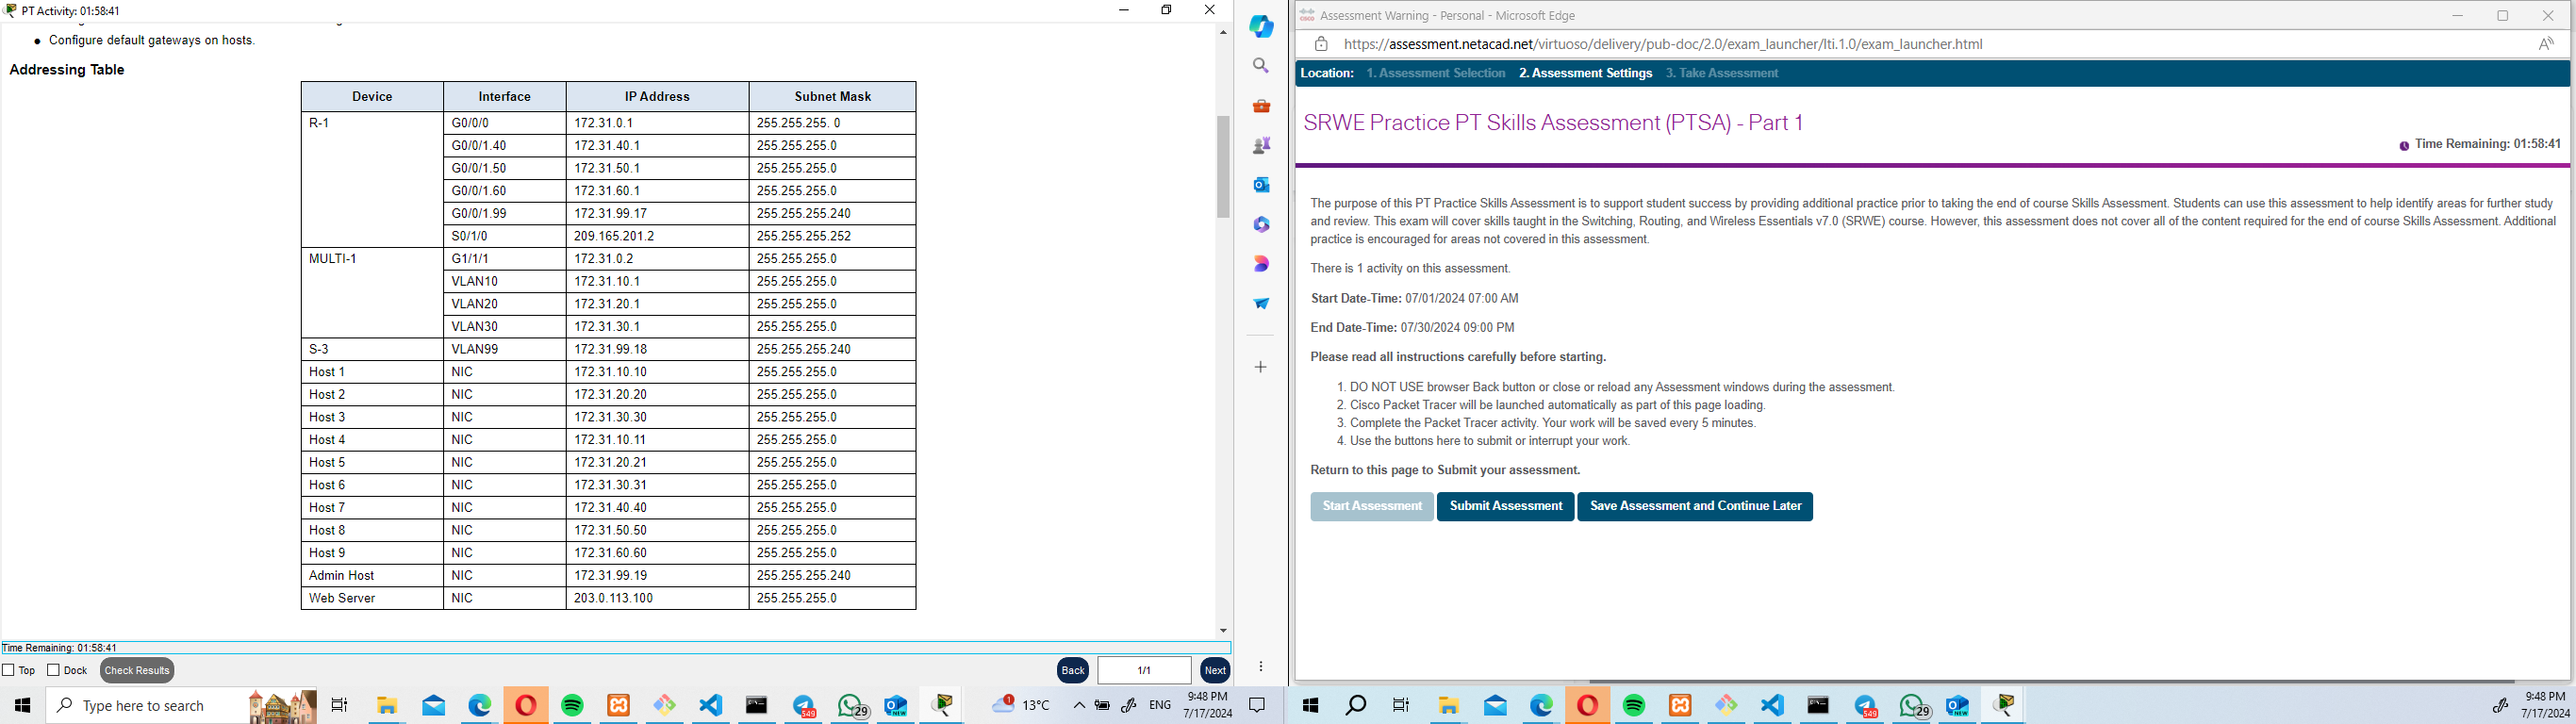 PT Activity: 01:58:41
Configure default gateways on hosts.
Addressing Table
Device Interface IP Address Subnet Mask
R-1 G0/0/0 172.31.0.1 255.255.255. 0
G0/0/1.40 172.31.40.1 255.255.255.0
G0/0/1.50 172.31.50.1 255.255.255.0
G0/0/1.60 172.31.60.1 255.255.255.0
G0/0/1.99 172.31.99.17 255.255.255.240
S0/1/0 209.165.201.2 255.255.255.252
MULTI-1 G1/1/1 172.31.0.2 255.255.255.0
VLAN10 172.31.10.1 255.255.255.0
VLAN20 172.31.20.1 255.255.255.0
VLAN30 172.31.30.1 255.255.255.0
S-3 VLAN99 172.31.99.18 255.255.255.240
Host 1 NIC 172.31.10.10 255.255.255.0
Host 2 NIC 172.31.20.20 255.255.255.0
Host 3 NIC 172.31.30.30 255.255.255.0
Host 4 NIC 172.31.10.11 255.255.255.0
Host 5 NIC 172.31.20.21 255.255.255.0
Host 6 NIC 172.31.30.31 255.255.255.0
Host 7 NIC 172.31.40.40 255.255.255.0
Host 8 NIC 172.31.50.50 255.255.255.0
Host 9 NIC 172.31.60.60 255.255.255.0
Admin Host NIC 172.31.99.19 255.255.255.240
Web Server NIC 203.0.113.100 255.255.255.0
Time Remaining: 01:58:41
Top Dock Check Results Back 1/1 Next
Type here to search 13°C ENG 9:48 PM
7/17/2024
Assessment Warning - Personal - Microsoft Edge
https://assessment.netacad.net/virtuoso/delivery/pub-doc/2.0/exam_launcher/lti.1.0/exam_launcher.html
Location: 1. Assessment Selection 2. Assessment Settings 3. Take Assessment
SRWE Practice PT Skills Assessment (PTSA) - Part 1
Time Remaining: 01:58:41
The purpose of this PT Practice Skills Assessment is to support student success by providing additional practice prior to taking the end of course Skills Assessment. Students can use this assessment to help identify areas for further study
and review. This exam will cover skills taught in the Switching, Routing, and Wireless Essentials v7.0 (SRWE) course. However, this assessment does not cover all of the content required for the end of course Skills Assessment. Additional
practice is encouraged for areas not covered in this assessment.
There is 1 activity on this assessment.
Start Date-Time: 07/01/2024 07:00 AM
End Date-Time: 07/30/2024 09:00 PM
Please read all instructions carefully before starting.
1. DO NOT USE browser Back button or close or reload any Assessment windows during the assessment.
2. Cisco Packet Tracer will be launched automatically as part of this page loading.
3. Complete the Packet Tracer activity. Your work will be saved every 5 minutes.
4. Use the buttons here to submit or interrupt your work.
Return to this page to Submit your assessment.
Start Assessment Submit Assessment Save Assessment and Continue Later
9:48 PM
7/17/2024